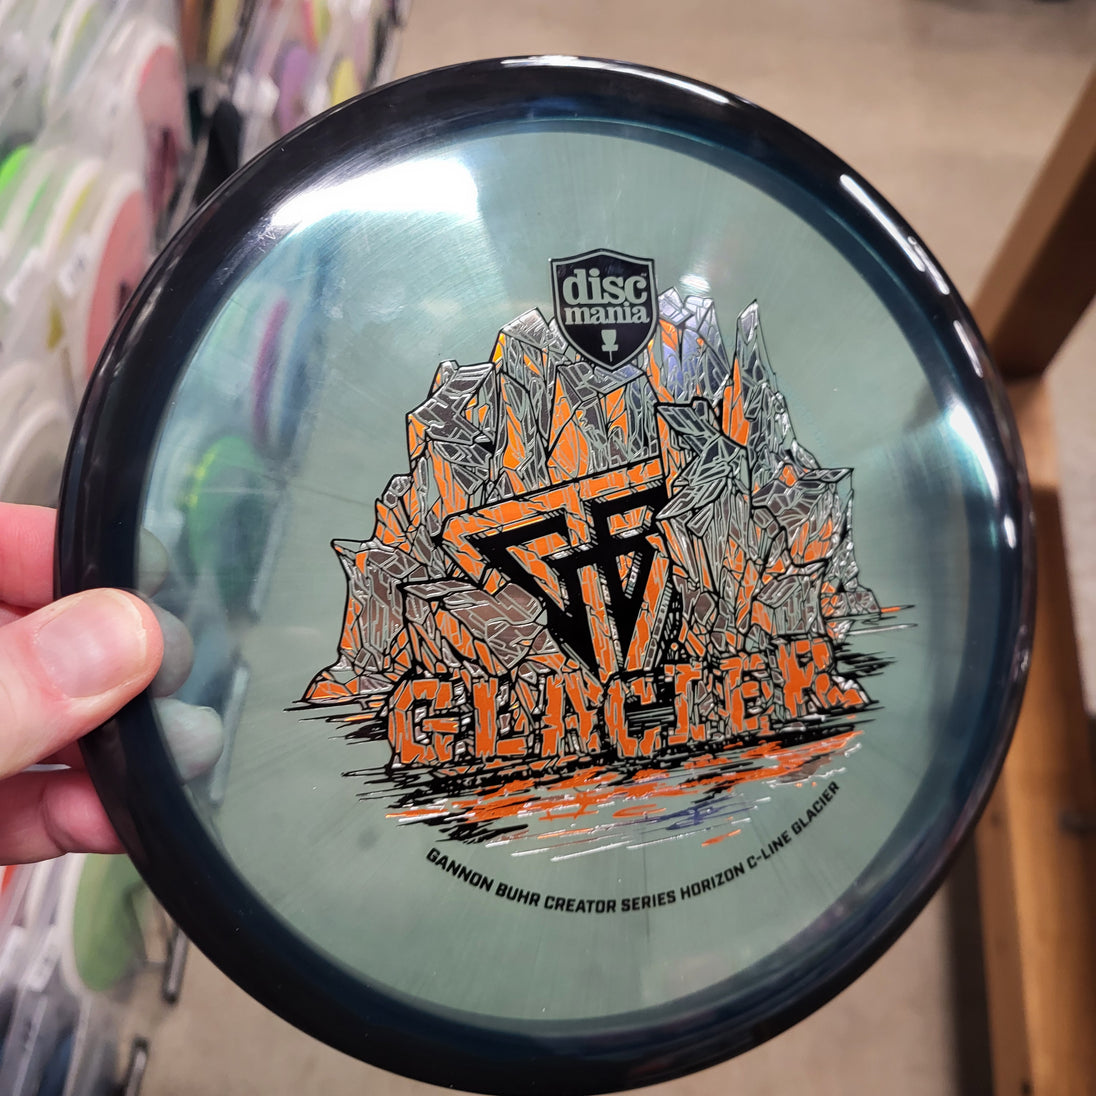 disc
mania
GLACIER
GANNON BUHR CREATOR SERIES HORIZON C-LINE GLACIER